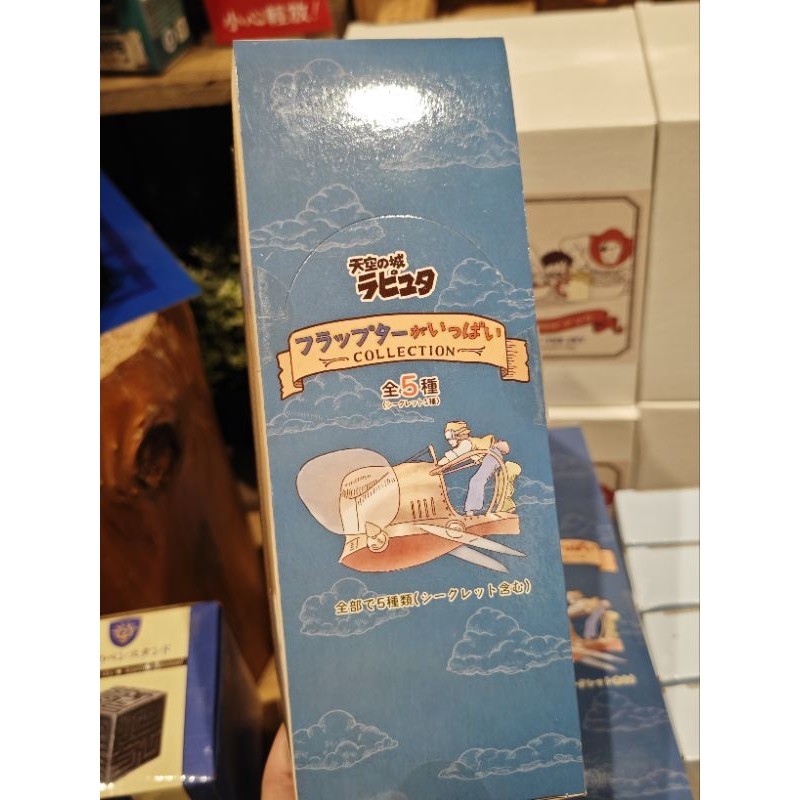 小心輕放!
天空の城
ラピュタ
フラップターがいっぱい
COLLECTION
全5種
(シークレット1種)
全部で5種類(シークレット含む)